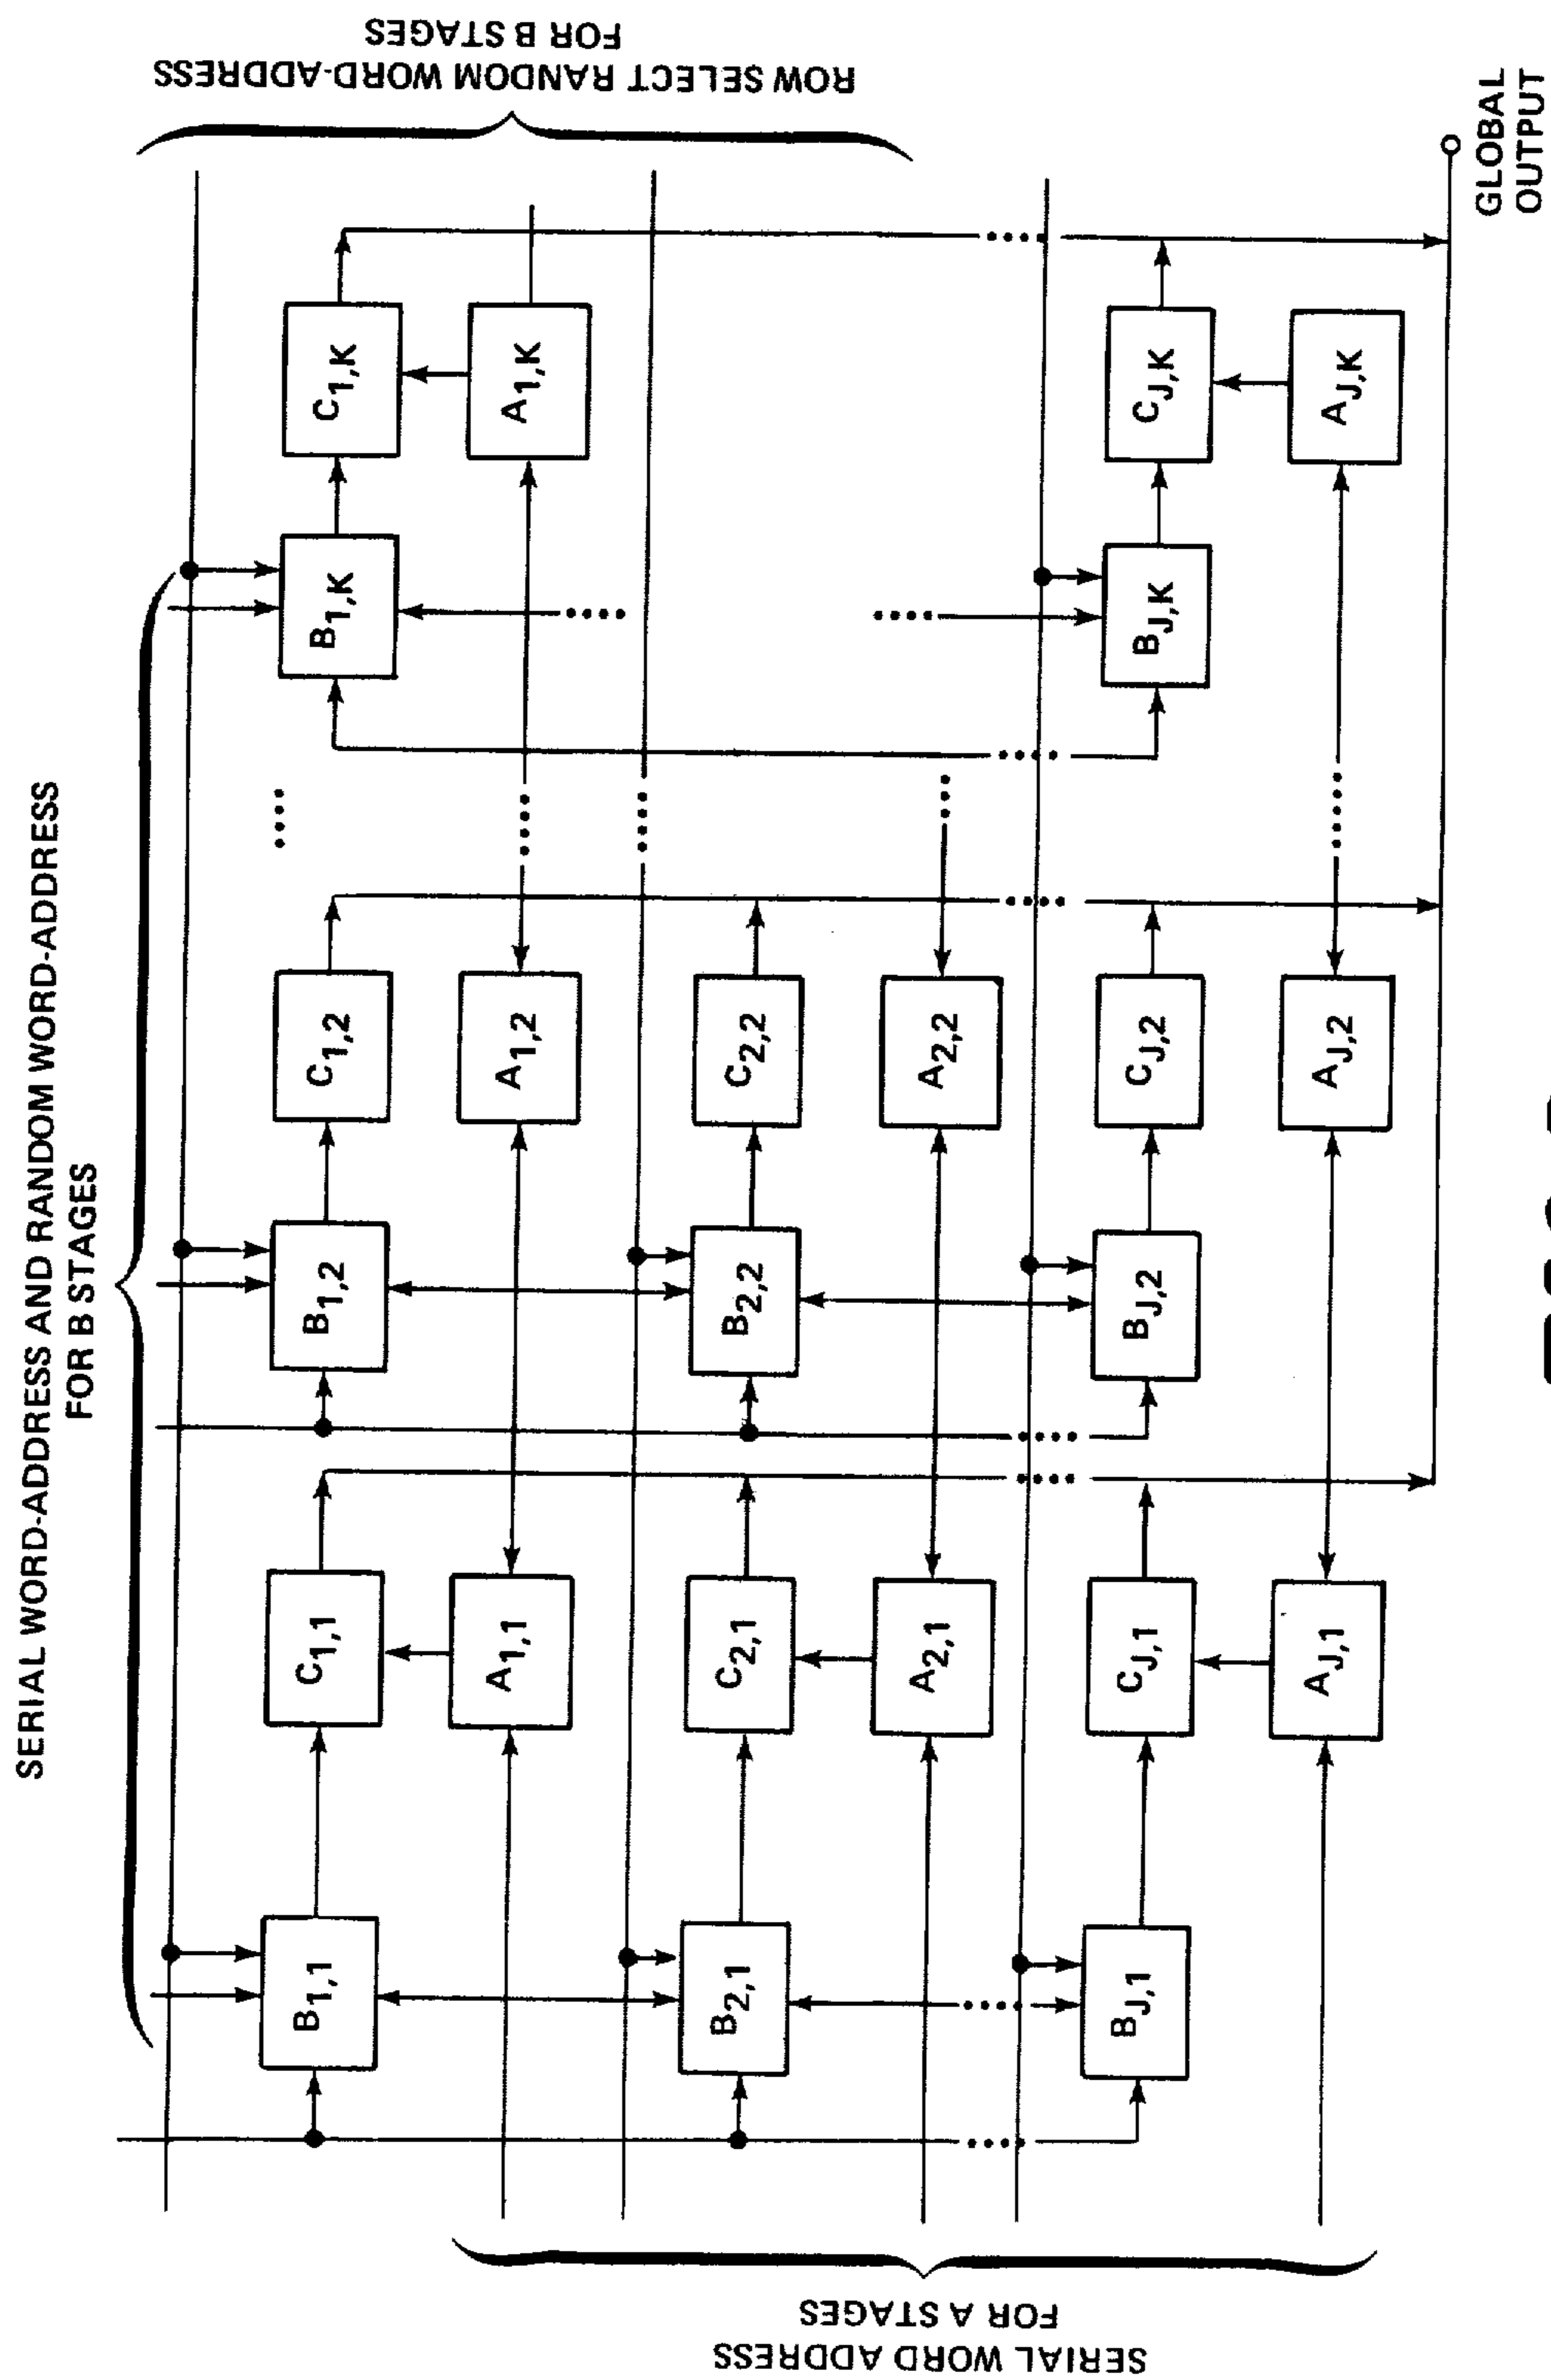 SERIAL WORD-ADDRESS AND RANDOM WORD-ADDRESS
FOR B STAGES
ROW SELECT RANDOM WORD-ADDRESS
FOR B STAGES
SERIAL WORD ADDRESS
FOR A STAGES
B1,1
C1,1
B1,2
C1,2
B1,K
C1,K
A1,1
A1,2
A1,K
B2,1
C2,1
B2,2
C2,2
A2,1
A2,2
BJ,1
CJ,1
BJ,2
CJ,2
BJ,K
CJ,K
AJ,1
AJ,2
AJ,K
GLOBAL
OUTPUT